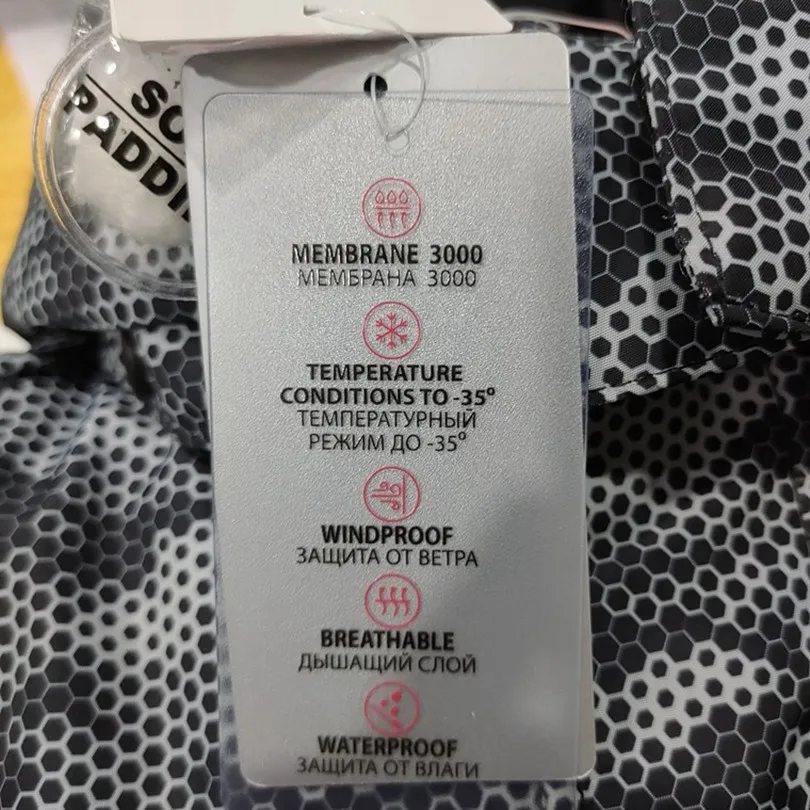 MEMBRANE 3000
МЕМБРАНА 3000
TEMPERATURE
CONDITIONS TO -35°
ТЕМПЕРАТУРНЫЙ
РЕЖИМ ДО -35°
WINDPROOF
ЗАЩИТА ОТ ВЕТРА
BREATHABLE
ДЫШАЩИЙ СЛОЙ
WATERPROOF
ЗАЩИТА ОТ ВЛАГИ